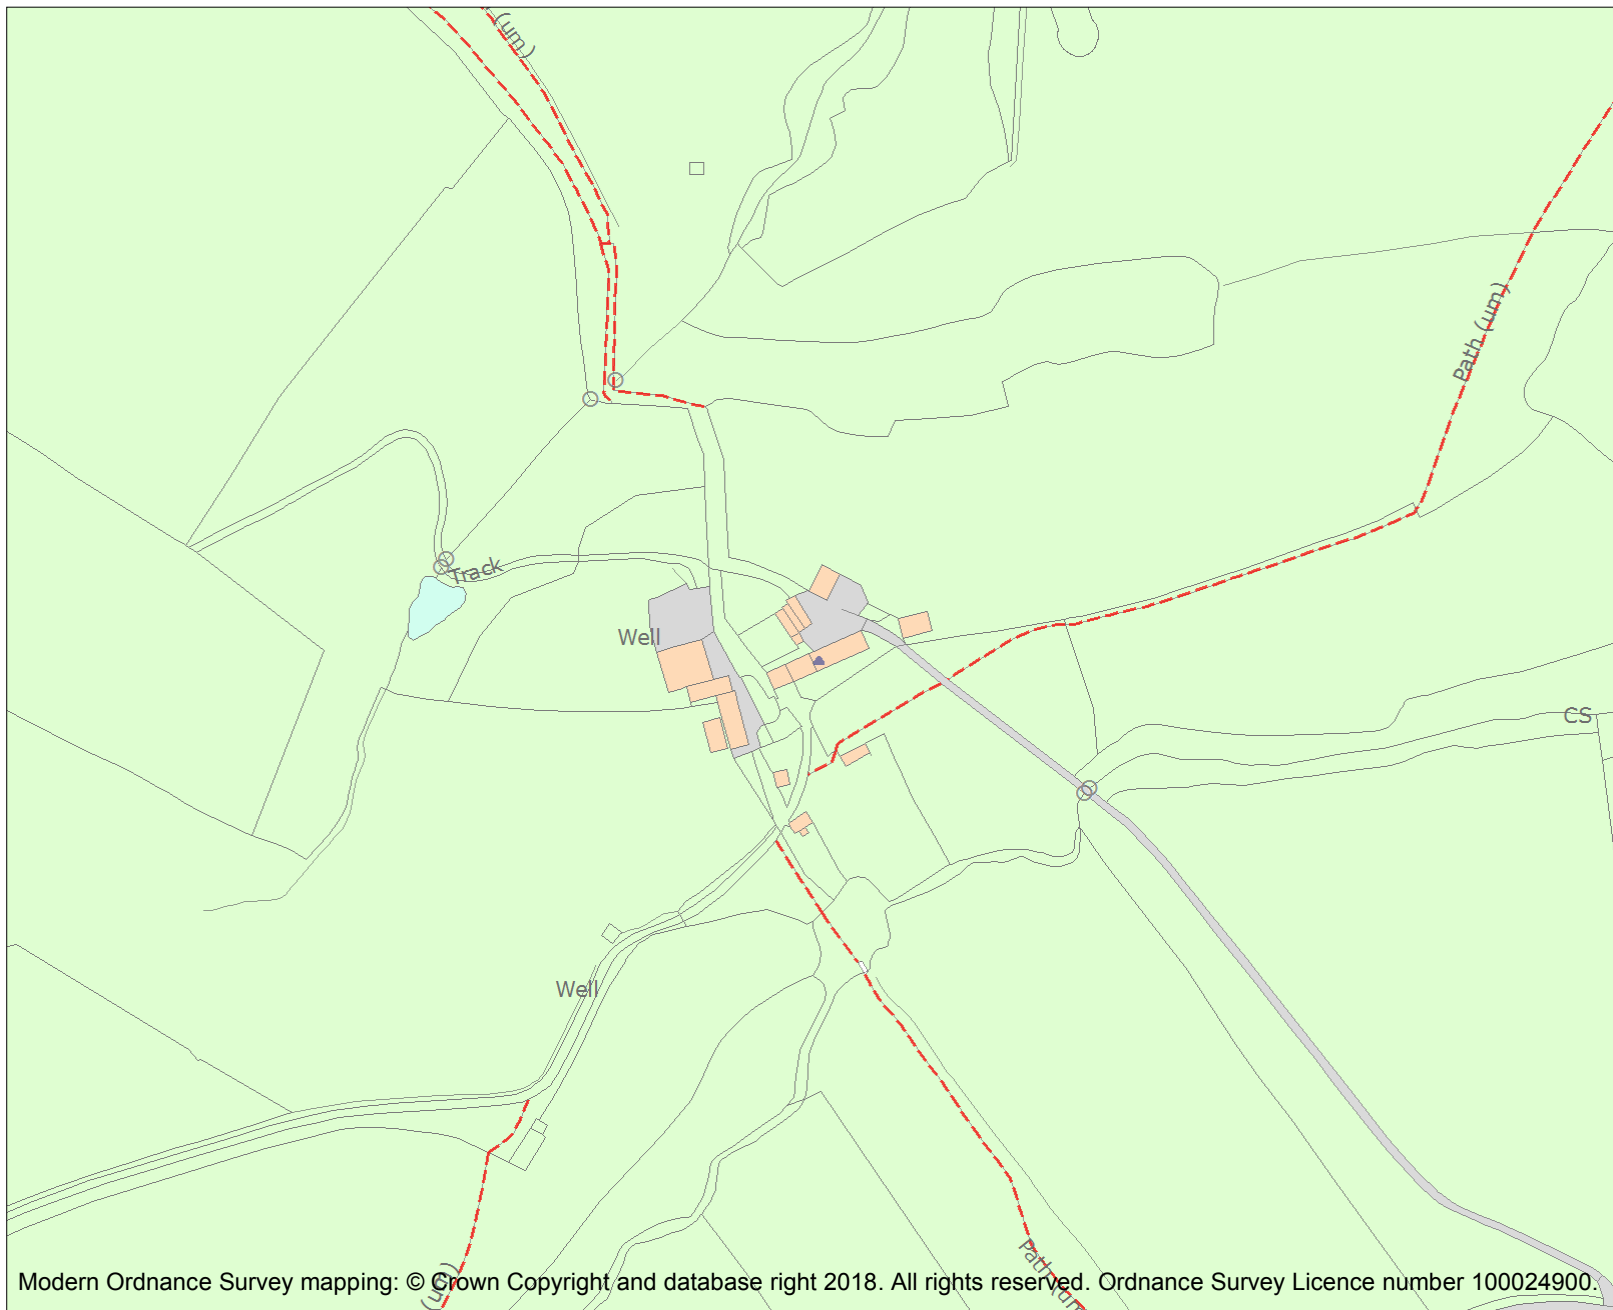 (um)
Path (um)
Track
Well
CS
Well
Path (um)
(um)
Modern Ordnance Survey mapping: © Crown Copyright and database right 2018. All rights reserved. Ordnance Survey Licence number 100024900.